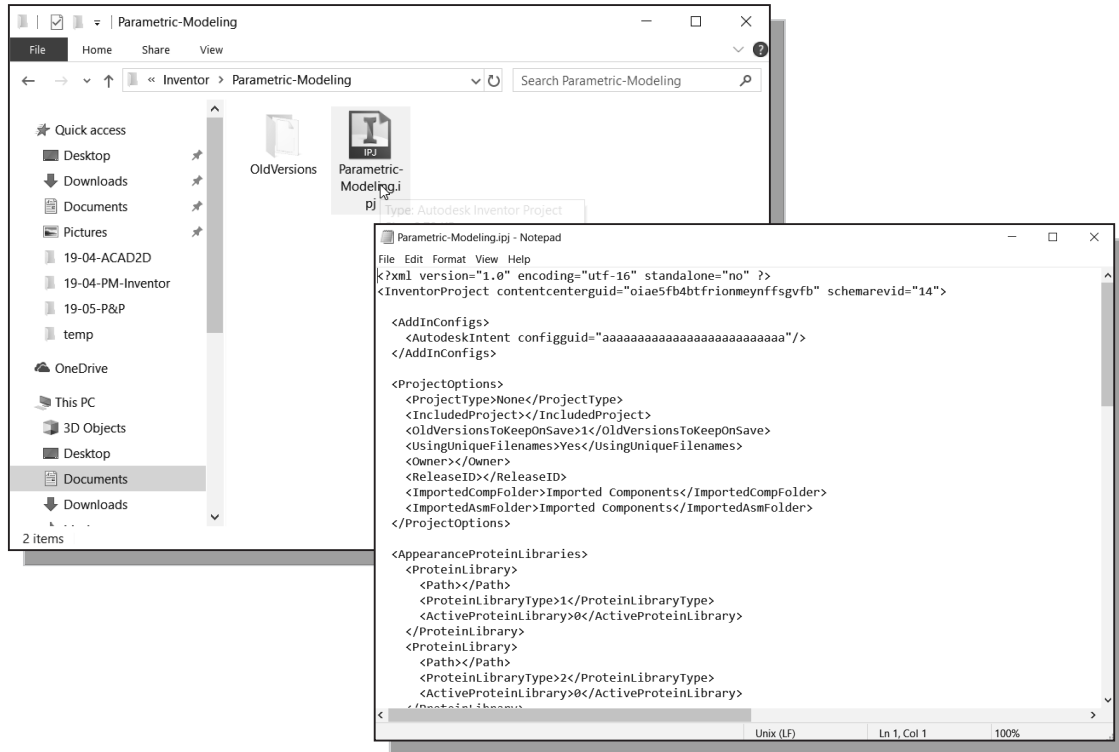 Parametric-Modeling
File Home Share View
« Inventor > Parametric-Modeling
Search Parametric-Modeling
Quick access
Desktop
Downloads
Documents
Pictures
19-04-ACAD2D
19-04-PM-Inventor
19-05-P&P
temp
OneDrive
This PC
3D Objects
Desktop
Documents
Downloads
2 items
OldVersions
IPJ
Parametric-
Modeling.i
pj
Type: Autodesk Inventor Project
Parametric-Modeling.ipj - Notepad
File Edit Format View Help
<?xml version="1.0" encoding="utf-16" standalone="no" ?>
<InventorProject contentcenterguid="oiae5fb4btfrionmeynffsgvfb" schemarevid="14">
<AddInConfigs>
<AutodeskIntent configguid="aaaaaaaaaaaaaaaaaaaaaaaaaa"/>
</AddInConfigs>
<ProjectOptions>
<ProjectType>None</ProjectType>
<IncludedProject></IncludedProject>
<OldVersionsToKeepOnSave>1</OldVersionsToKeepOnSave>
<UsingUniqueFilenames>Yes</UsingUniqueFilenames>
<Owner></Owner>
<ReleaseID></ReleaseID>
<ImportedCompFolder>Imported Components</ImportedCompFolder>
<ImportedAsmFolder>Imported Components</ImportedAsmFolder>
</ProjectOptions>
<AppearanceProteinLibraries>
<ProteinLibrary>
<Path></Path>
<ProteinLibraryType>1</ProteinLibraryType>
<ActiveProteinLibrary>0</ActiveProteinLibrary>
</ProteinLibrary>
<ProteinLibrary>
<Path></Path>
<ProteinLibraryType>2</ProteinLibraryType>
<ActiveProteinLibrary>0</ActiveProteinLibrary>
</ProteinLibrary>
Unix (LF) Ln 1, Col 1 100%